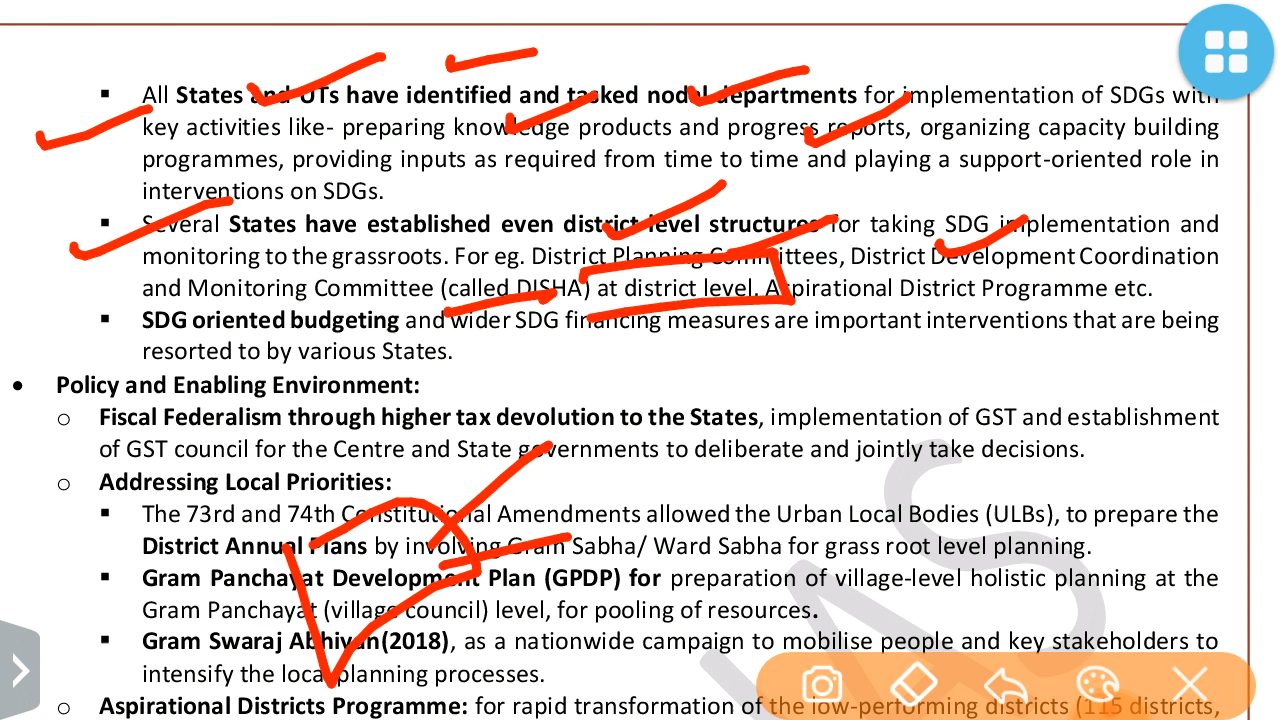 ▪ All States and UTs have identified and tasked nodal departments for implementation of SDGs with
key activities like- preparing knowledge products and progress reports, organizing capacity building
programmes, providing inputs as required from time to time and playing a support-oriented role in
interventions on SDGs.
▪ Several States have established even district level structures for taking SDG implementation and
monitoring to the grassroots. For eg. District Planning Committees, District Development Coordination
and Monitoring Committee (called DISHA) at district level, Aspirational District Programme etc.
▪ SDG oriented budgeting and wider SDG financing measures are important interventions that are being
resorted to by various States.
• Policy and Enabling Environment:
o Fiscal Federalism through higher tax devolution to the States, implementation of GST and establishment
of GST council for the Centre and State governments to deliberate and jointly take decisions.
o Addressing Local Priorities:
▪ The 73rd and 74th Constitutional Amendments allowed the Urban Local Bodies (ULBs), to prepare the
District Annual Plans by involving Gram Sabha/ Ward Sabha for grass root level planning.
▪ Gram Panchayat Development Plan (GPDP) for preparation of village-level holistic planning at the
Gram Panchayat (village council) level, for pooling of resources.
▪ Gram Swaraj Abhiyan(2018), as a nationwide campaign to mobilise people and key stakeholders to
intensify the local planning processes.
o Aspirational Districts Programme: for rapid transformation of the low-performing districts (115 districts,